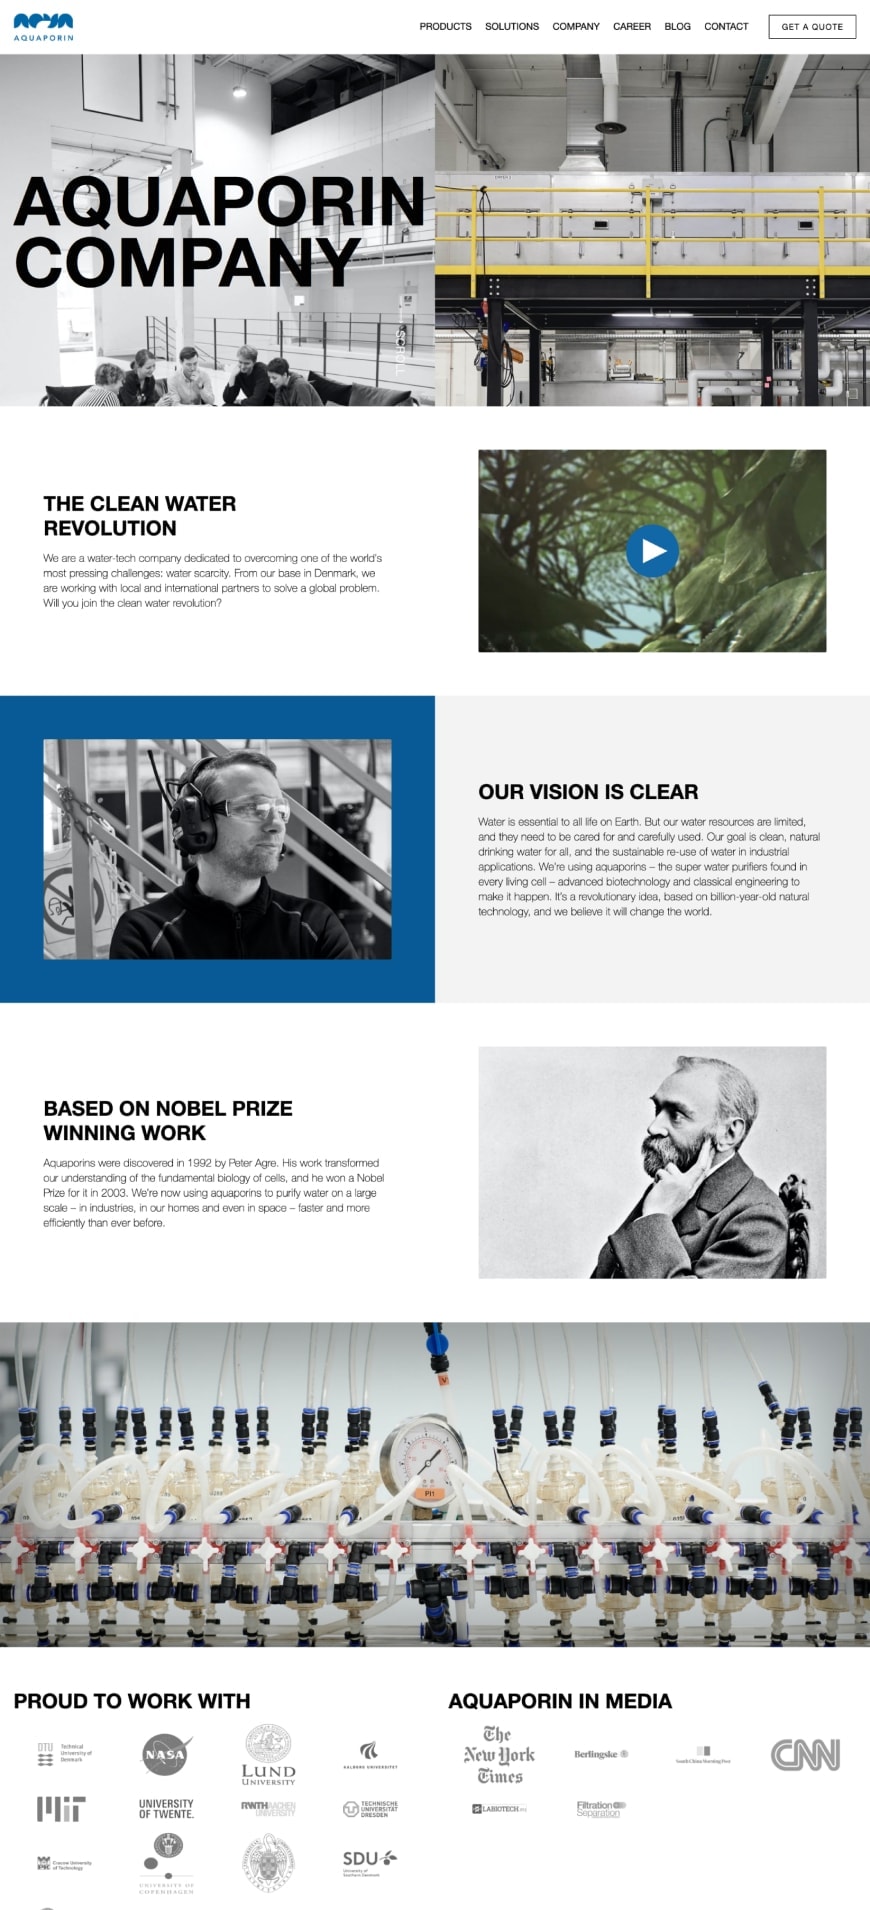 AQUAPORIN
PRODUCTS SOLUTIONS COMPANY CAREER BLOG CONTACT GET A QUOTE
AQUAPORIN
COMPANY
SCROLL
THE CLEAN WATER
REVOLUTION
We are a water-tech company dedicated to overcoming one of the world's
most pressing challenges: water scarcity. From our base in Denmark, we
are working with local and international partners to solve a global problem.
Will you join the clean water revolution?
OUR VISION IS CLEAR
Water is essential to all life on Earth. But our water resources are limited,
and they need to be cared for and carefully used. Our goal is clean, natural
drinking water for all, and the sustainable re-use of water in industrial
applications. We're using aquaporins – the super water purifiers found in
every living cell – advanced biotechnology and classical engineering to
make it happen. It's a revolutionary idea, based on billion-year-old natural
technology, and we believe it will change the world.
BASED ON NOBEL PRIZE
WINNING WORK
Aquaporins were discovered in 1992 by Peter Agre. His work transformed
our understanding of the fundamental biology of cells, and he won a Nobel
Prize for it in 2003. We're now using aquaporins to purify water on a large
scale – in industries, in our homes and even in space – faster and more
efficiently than ever before.
V
PI1
PROUD TO WORK WITH
DTU Technical
University of
Denmark
NASA
LUND
UNIVERSITY
AALBORG UNIVERSITET
MIT
UNIVERSITY
OF TWENTE.
RWTH AACHEN
UNIVERSITY
TECHNISCHE
UNIVERSITÄT
DRESDEN
Cracow University
of Technology
UNIVERSITY OF
COPENHAGEN
SDU
University of
Southern Denmark
AQUAPORIN IN MEDIA
The
New York
Times
Berlingske
South China Morning Post
CNN
LABIOTECH.eu
Filtration
Separation